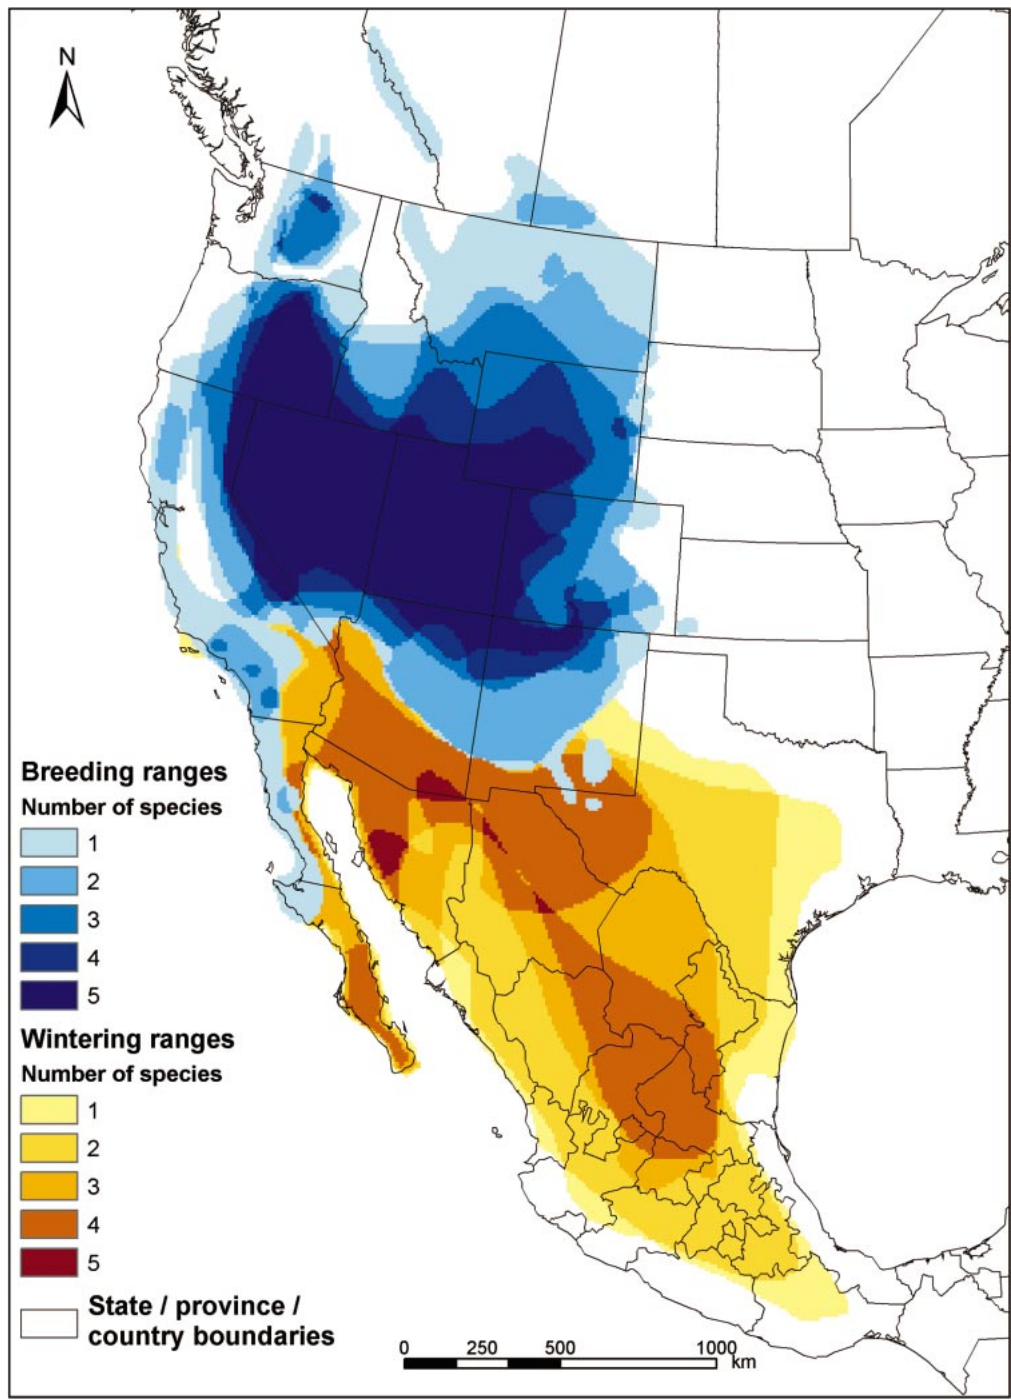 N
Breeding ranges
Number of species
1
2
3
4
5
Wintering ranges
Number of species
1
2
3
4
5
State / province /
country boundaries
0 250 500 1000
km